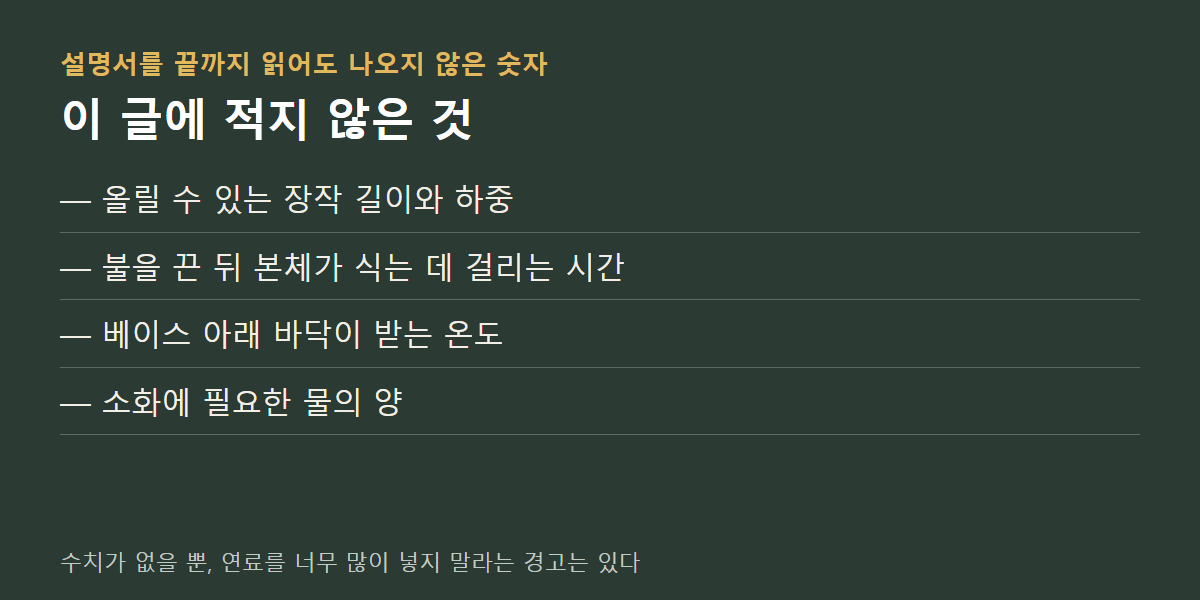 설명서를 끝까지 읽어도 나오지 않은 숫자
이 글에 적지 않은 것
— 올릴 수 있는 장작 길이와 하중
— 불을 끈 뒤 본체가 식는 데 걸리는 시간
— 베이스 아래 바닥이 받는 온도
— 소화에 필요한 물의 양
수치가 없을 뿐, 연료를 너무 많이 넣지 말라는 경고는 있다